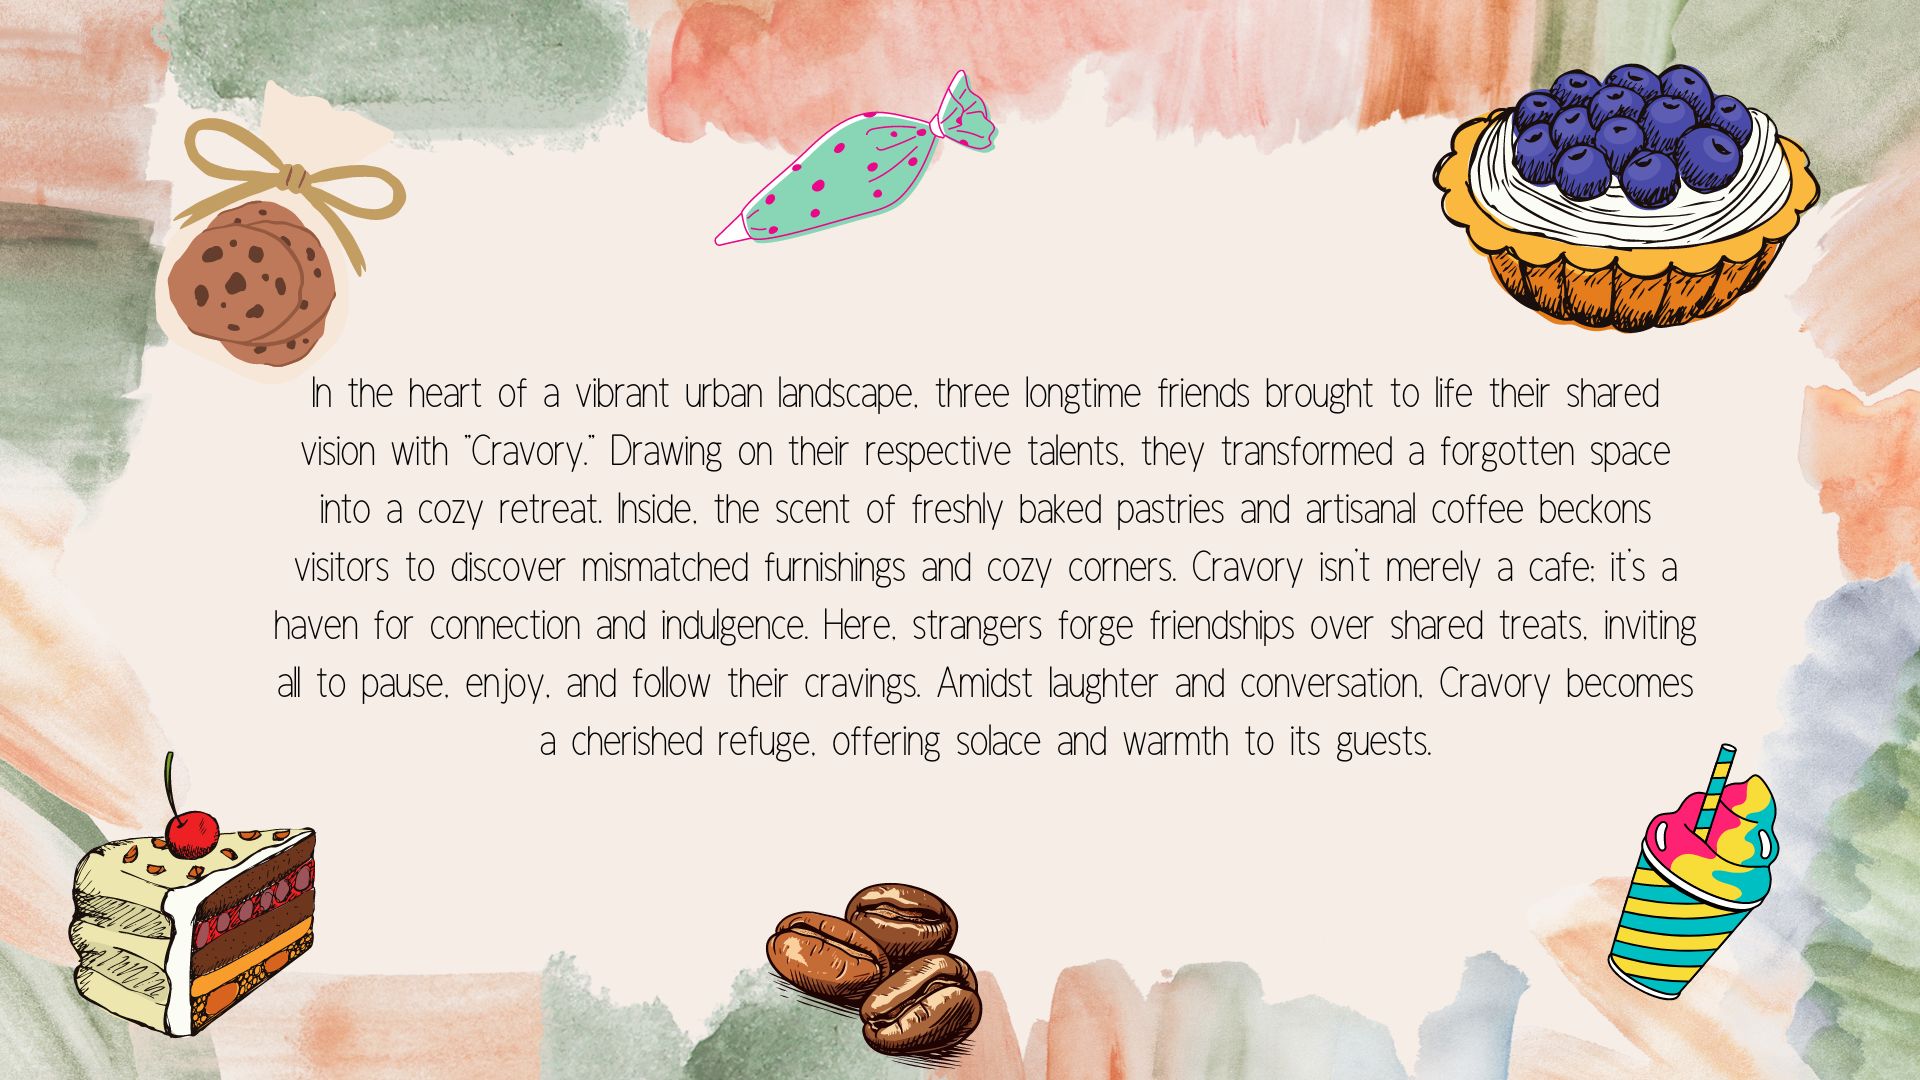 In the heart of a vibrant urban landscape, three longtime friends brought to life their shared
vision with "Cravory." Drawing on their respective talents, they transformed a forgotten space
into a cozy retreat. Inside, the scent of freshly baked pastries and artisanal coffee beckons
visitors to discover mismatched furnishings and cozy corners. Cravory isn't merely a cafe; it's a
haven for connection and indulgence. Here, strangers forge friendships over shared treats, inviting
all to pause, enjoy, and follow their cravings. Amidst laughter and conversation, Cravory becomes
a cherished refuge, offering solace and warmth to its guests.